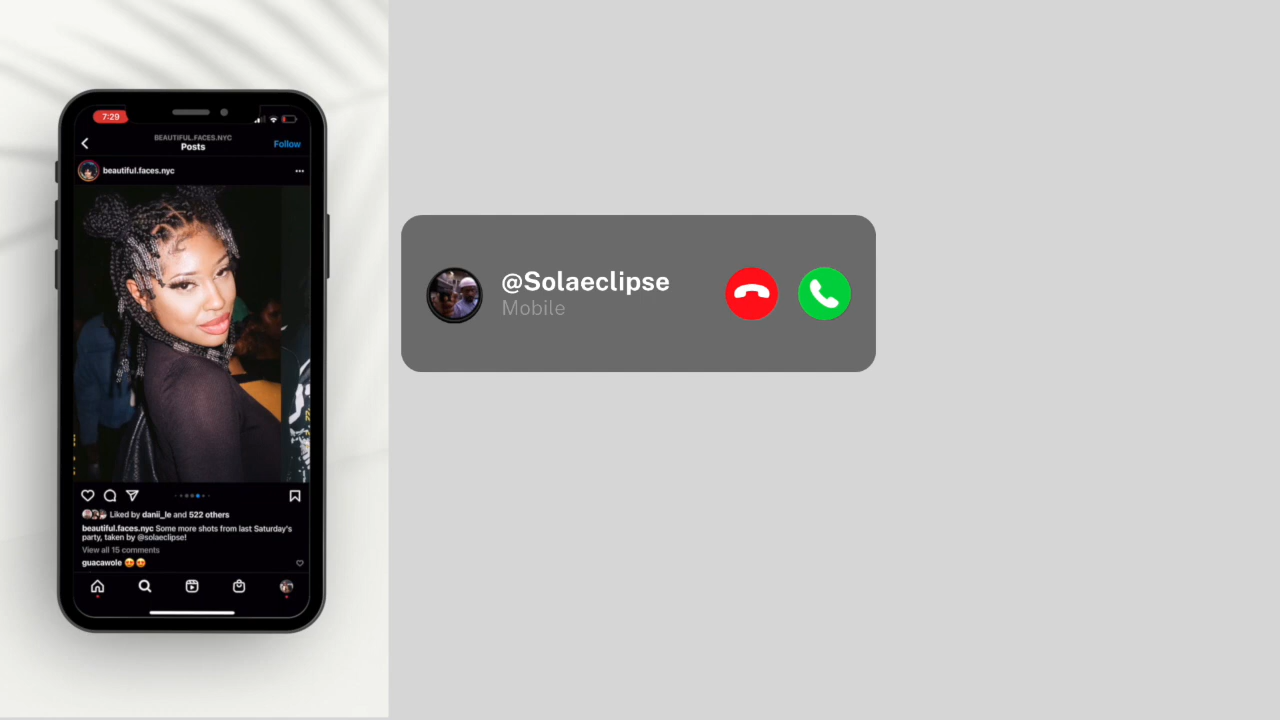 7:29
BEAUTIFUL.FACES.NYC
Posts
Follow
beautiful.faces.nyc
Liked by danii_le and 522 others
beautiful.faces.nyc Some more shots from last Saturday's
party, taken by @solaeclipse!
View all 15 comments
guacawole 😍😍
@Solaeclipse
Mobile